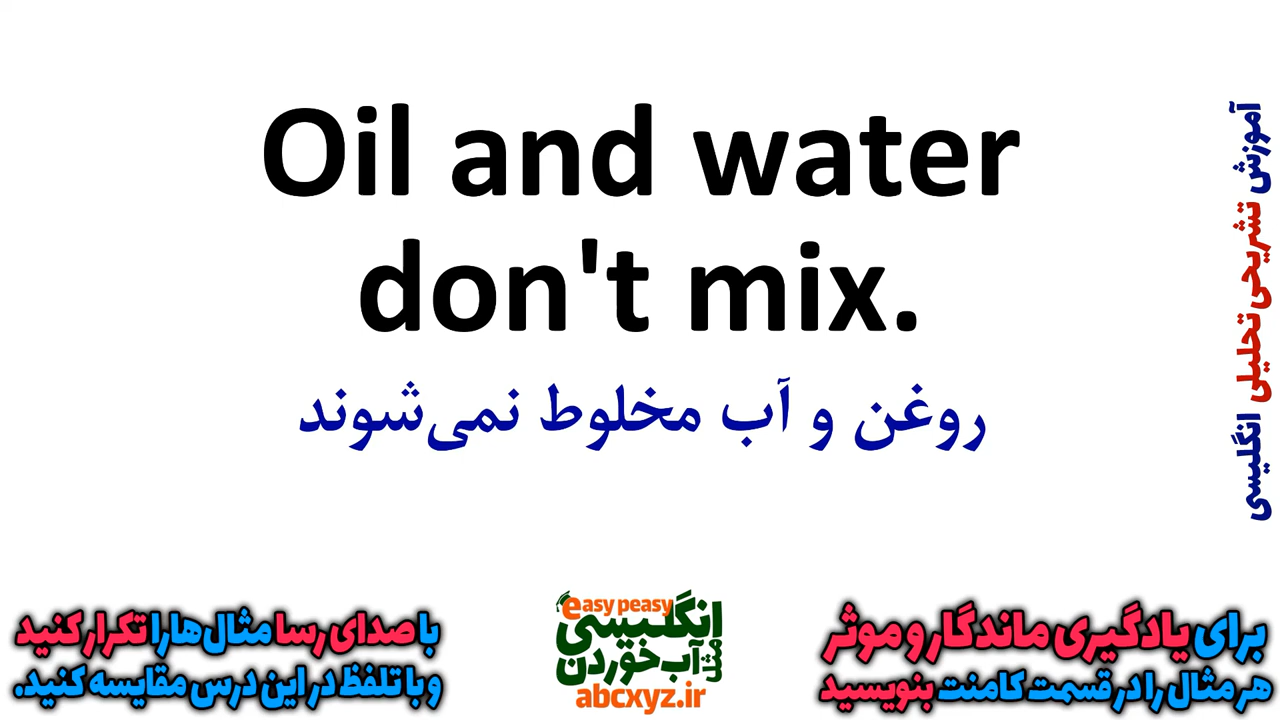 Oil and water
don't mix.
روغن و آب مخلوط نمی‌شوند
آموزش تشریحی تحلیلی انگلیسی
برای یادگیری ماندگار و موثر
هر مثال را در قسمت کامنت بنویسید
easy peasy
انگلیسی
مثل آب خوردن
abcxyz.ir
با صدای رسا مثال‌ها را تکرار کنید
و با تلفظ در این درس مقایسه کنید.